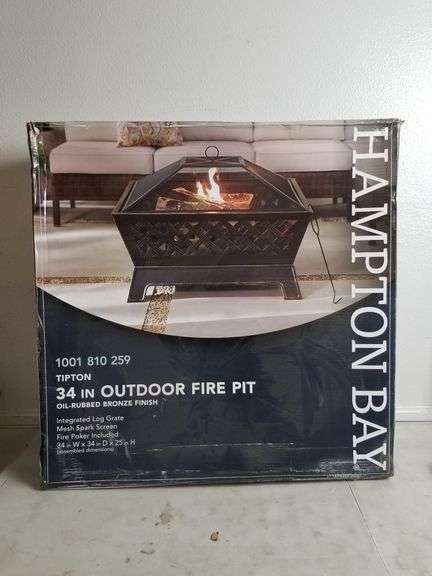 HAMPTON BAY
1001 810 259
TIPTON
34 IN OUTDOOR FIRE PIT
OIL-RUBBED BRONZE FINISH
Integrated Log Grate
Mesh Spark Screen
Fire Poker Included
34 in W x 34 in D x 25 in H
(assembled dimensions)